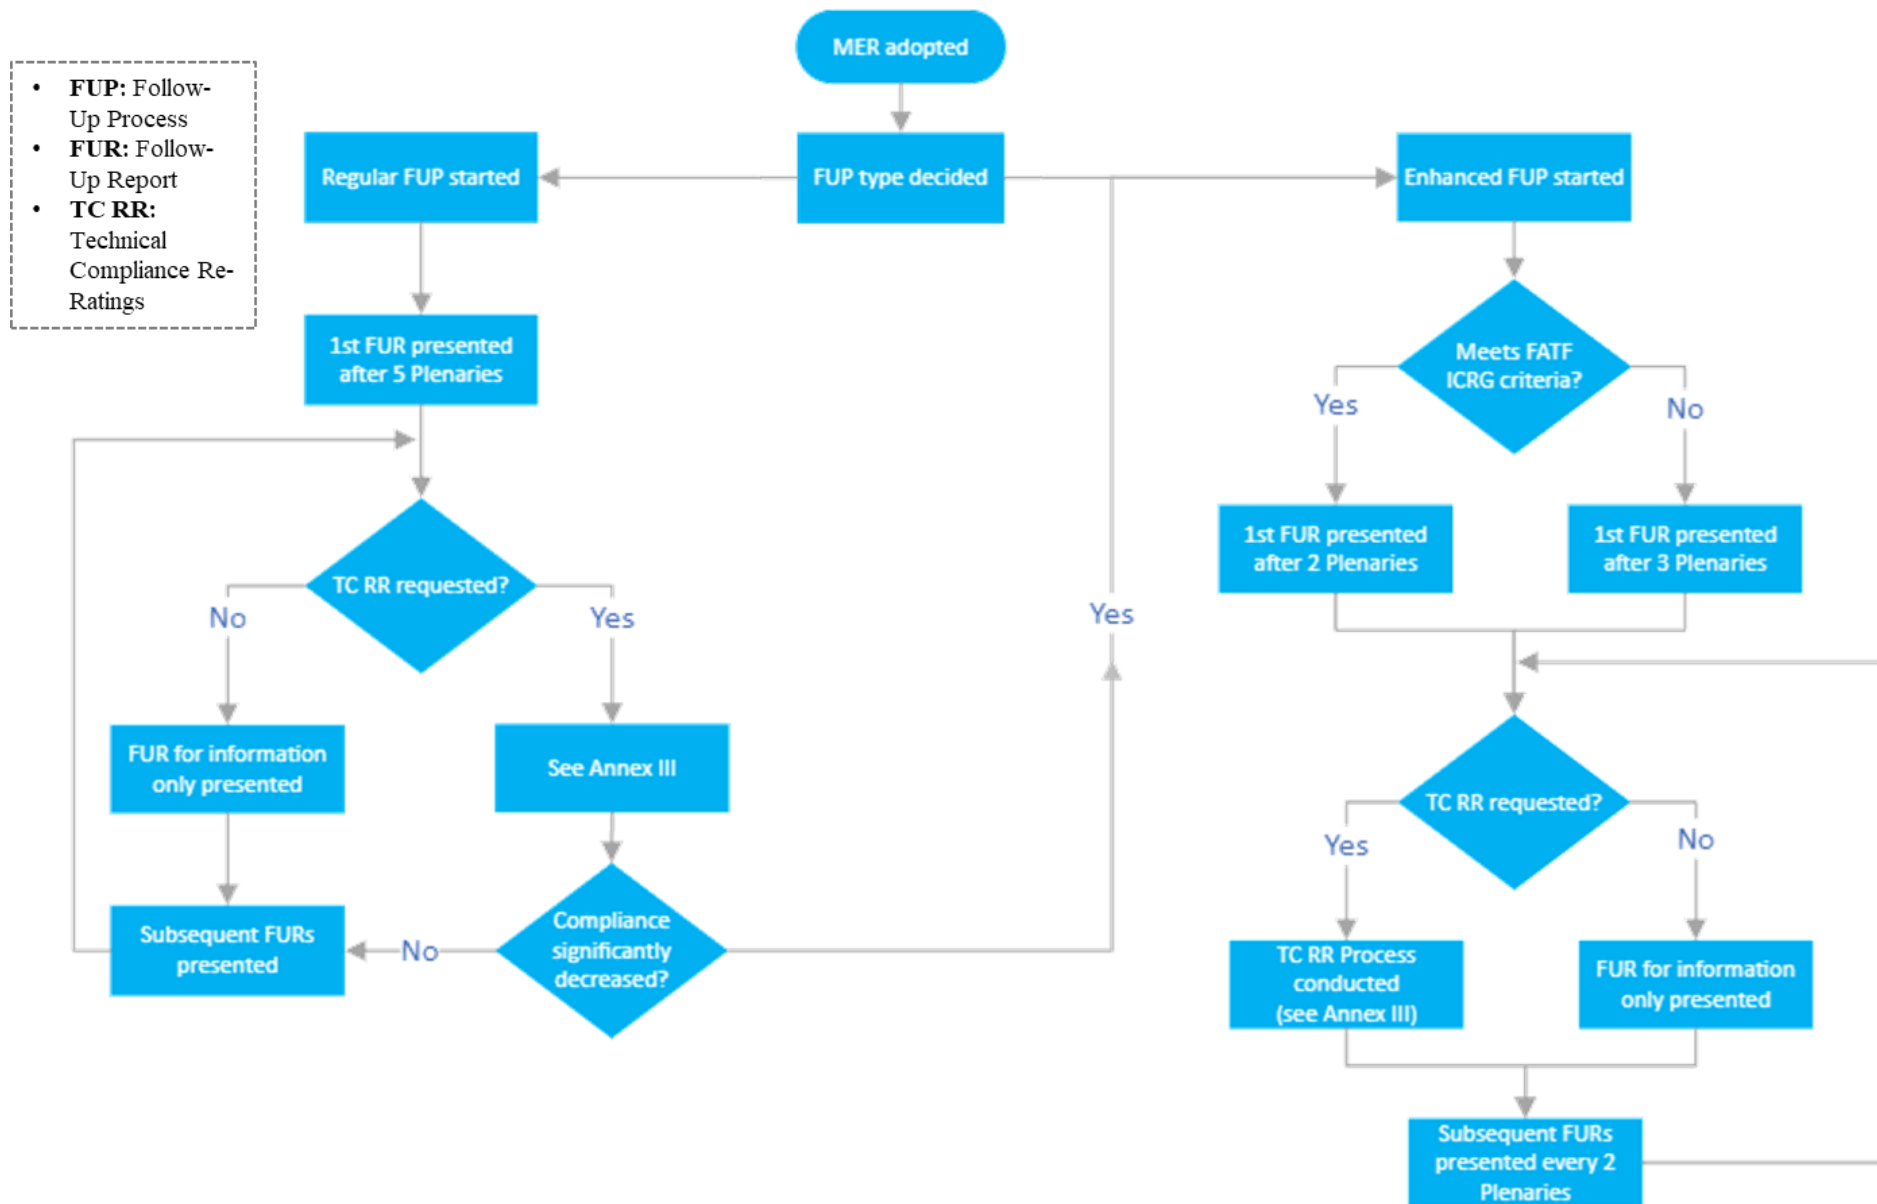 MER adopted
• FUP: Follow-
Up Process
• FUR: Follow-
Up Report
• TC RR:
Technical
Compliance Re-
Ratings
Regular FUP started
FUP type decided
Enhanced FUP started
1st FUR presented
after 5 Plenaries
Meets FATF
ICRG criteria?
Yes
No
1st FUR presented
after 2 Plenaries
1st FUR presented
after 3 Plenaries
TC RR requested?
No
Yes
Yes
FUR for information
only presented
See Annex III
TC RR requested?
Yes
No
Subsequent FURs
presented
No
Compliance
significantly
decreased?
TC RR Process
conducted
(see Annex III)
FUR for information
only presented
Subsequent FURs
presented every 2
Plenaries